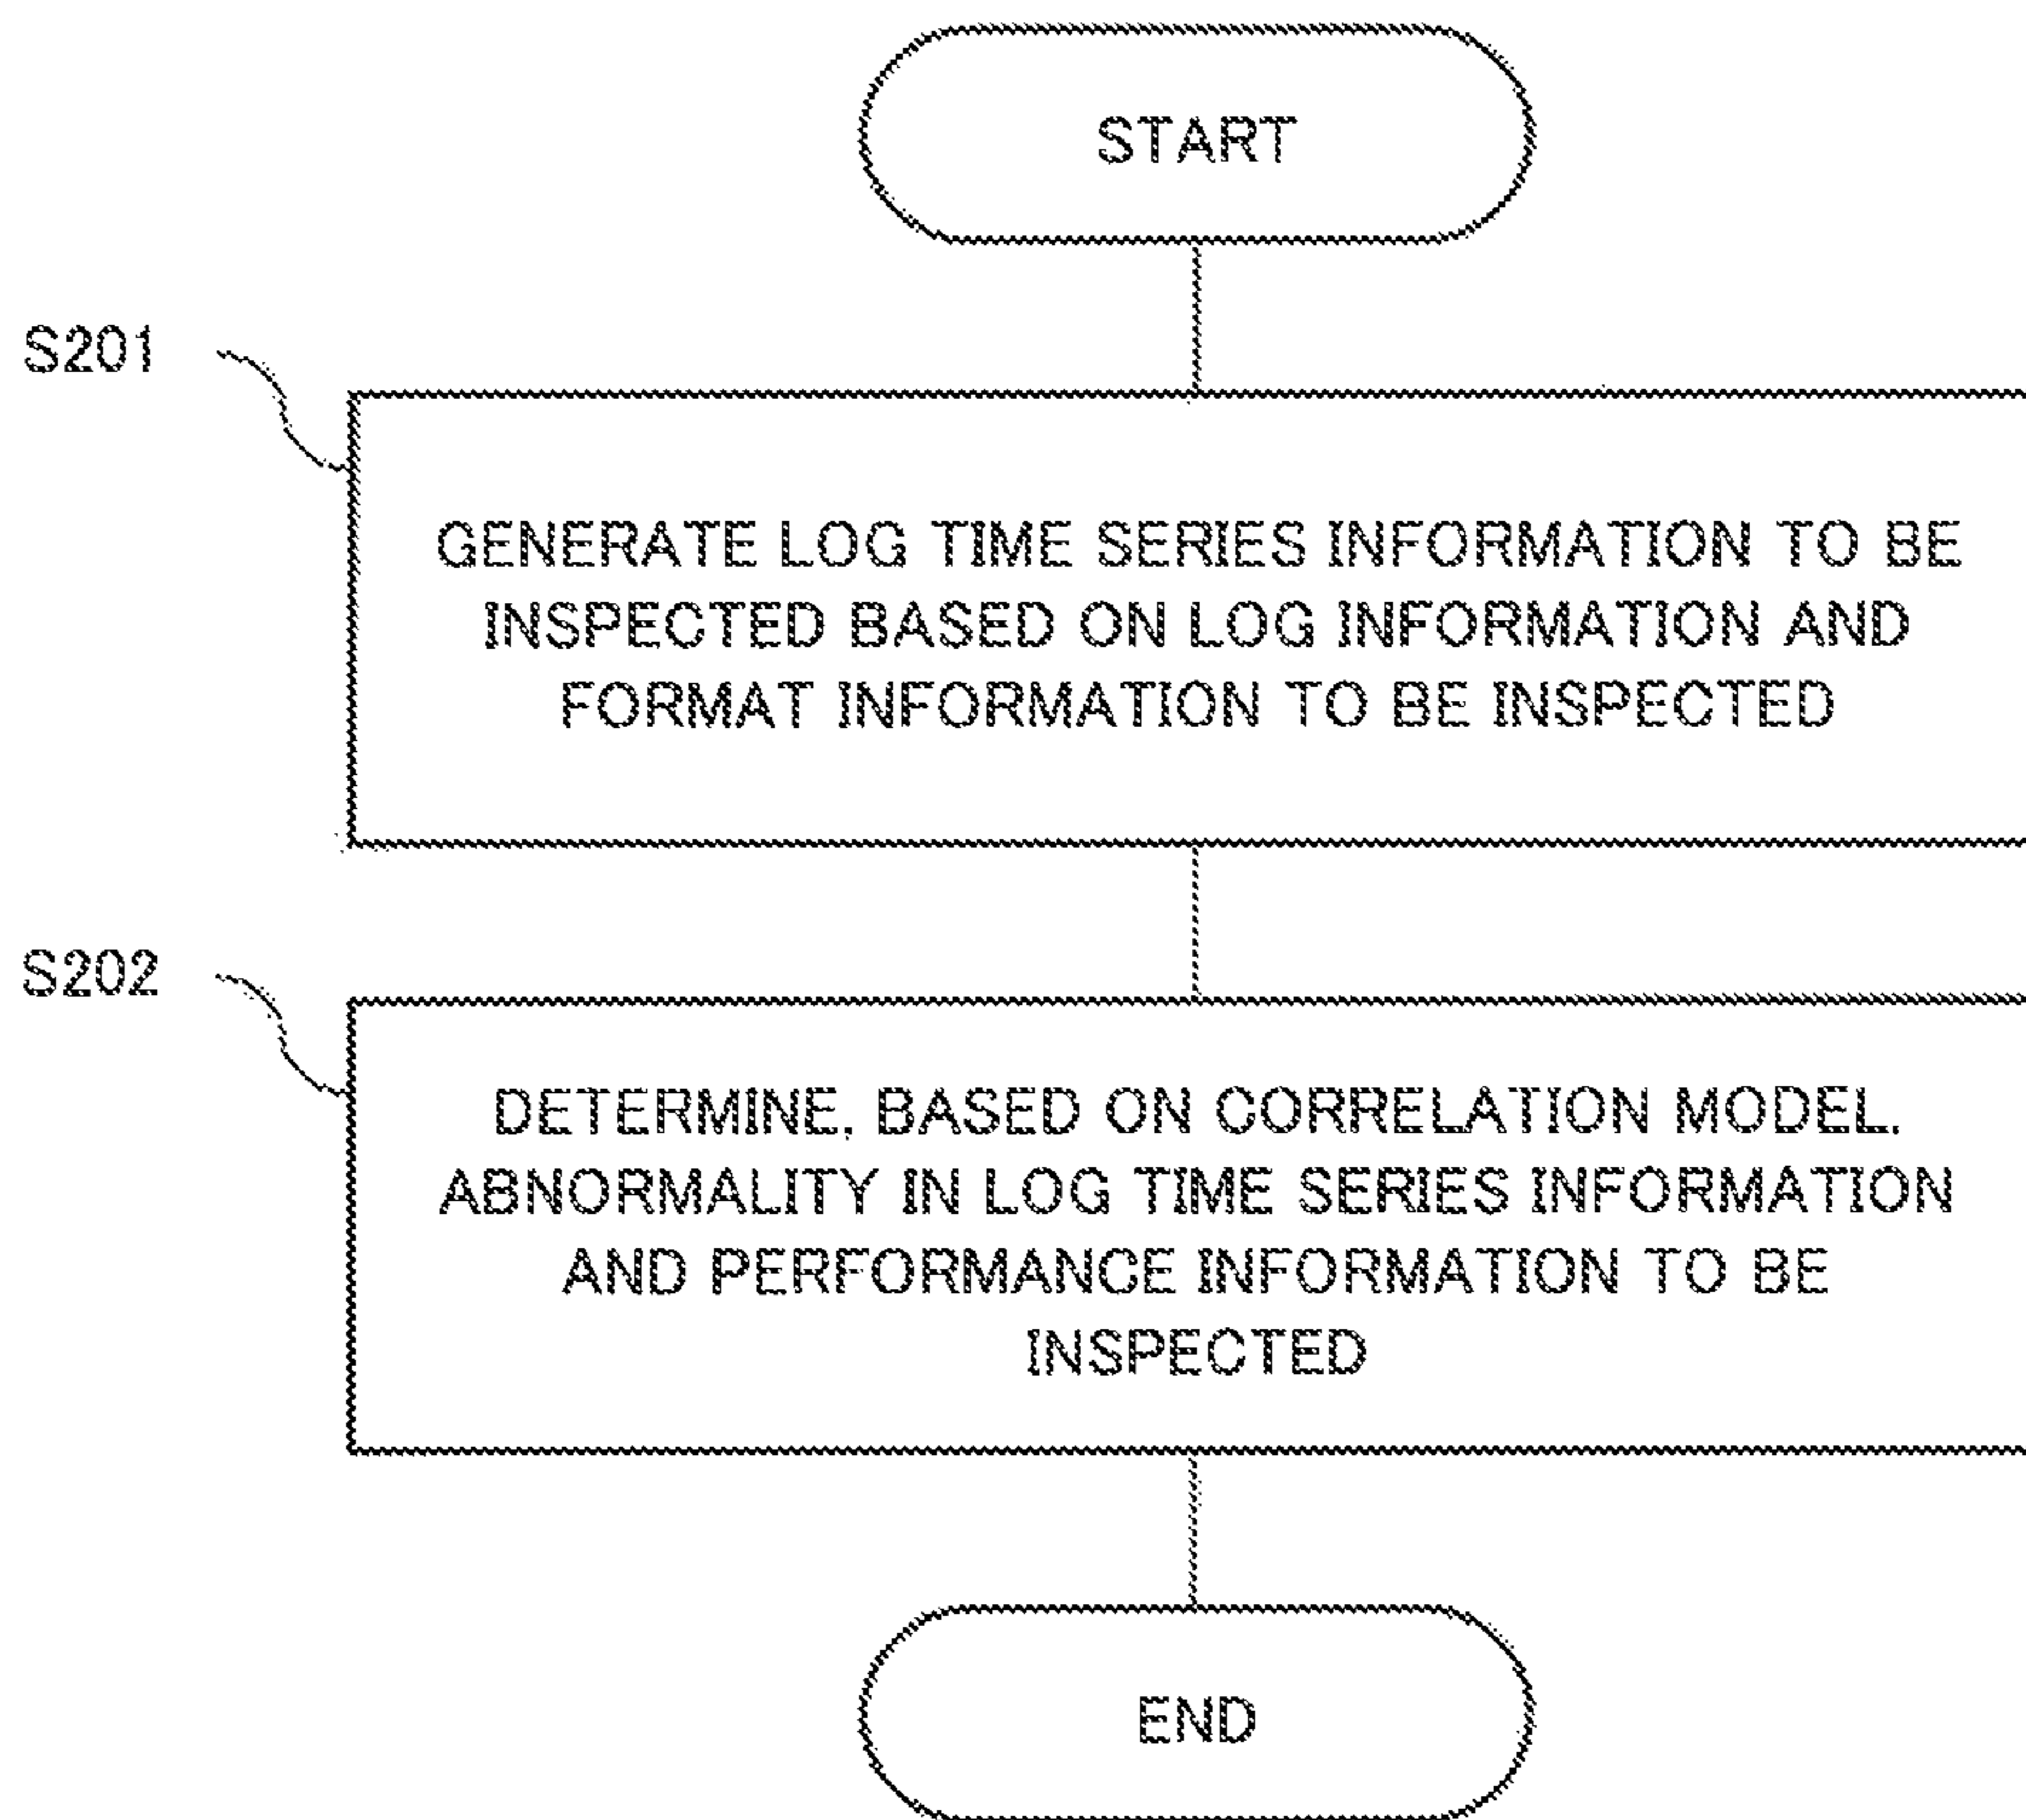 START
S201
GENERATE LOG TIME SERIES INFORMATION TO BE
INSPECTED BASED ON LOG INFORMATION AND
FORMAT INFORMATION TO BE INSPECTED
S202
DETERMINE, BASED ON CORRELATION MODEL,
ABNORMALITY IN LOG TIME SERIES INFORMATION
AND PERFORMANCE INFORMATION TO BE
INSPECTED
END